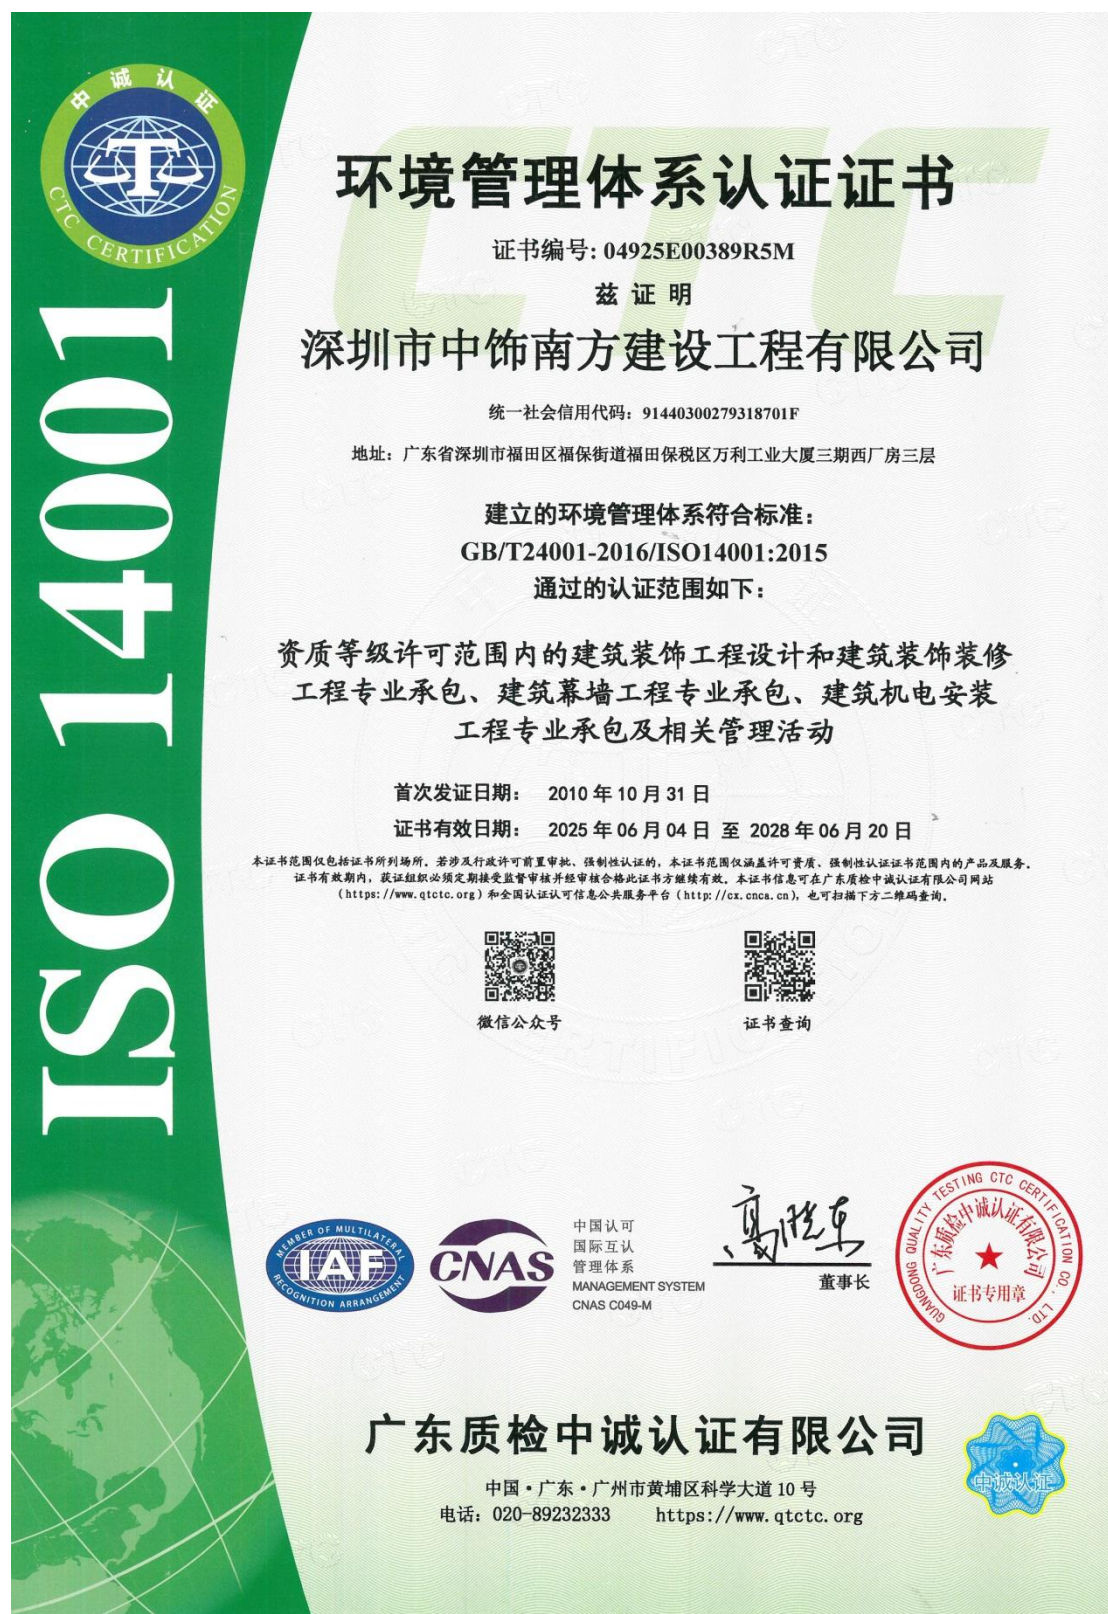 中诚认证
CTC CERTIFICATION
ISO 14001
CTC
环境管理体系认证证书
证书编号: 04925E00389R5M
兹证明
深圳市中饰南方建设工程有限公司
统一社会信用代码：91440300279318701F
地址：广东省深圳市福田区福保街道福田保税区万利工业大厦三期西厂房三层
建立的环境管理体系符合标准：
GB/T24001-2016/ISO14001:2015
通过的认证范围如下：
资质等级许可范围内的建筑装饰工程设计和建筑装饰装修
工程专业承包、建筑幕墙工程专业承包、建筑机电安装
工程专业承包及相关管理活动
首次发证日期： 2010 年 10 月 31 日
证书有效日期： 2025 年 06 月 04 日 至 2028 年 06 月 20 日
本证书范围仅包括证书所列场所。若涉及行政许可前置审批、强制性认证的，本证书范围仅涵盖许可资质、强制性认证证书范围内的产品及服务。
证书有效期内，获证组织必须定期接受监督审核并经审核合格此证书方继续有效。本证书信息可在广东质检中诚认证有限公司网站
（https://www.qtctc.org）和全国认证认可信息公共服务平台（http://cx.cnca.cn），也可扫描下方二维码查询。
微信公众号
证书查询
MEMBER OF MULTILATERAL
IAF
RECOGNITION ARRANGEMENT
CNAS
中国认可
国际互认
管理体系
MANAGEMENT SYSTEM
CNAS C049-M
高晓东
董事长
GUANGDONG QUALITY TESTING CTC CERTIFICATION CO., LTD.
广东质检中诚认证有限公司
证书专用章
广东质检中诚认证有限公司
中国·广东·广州市黄埔区科学大道 10 号
电话：020-89232333 https://www.qtctc.org
中诚认证